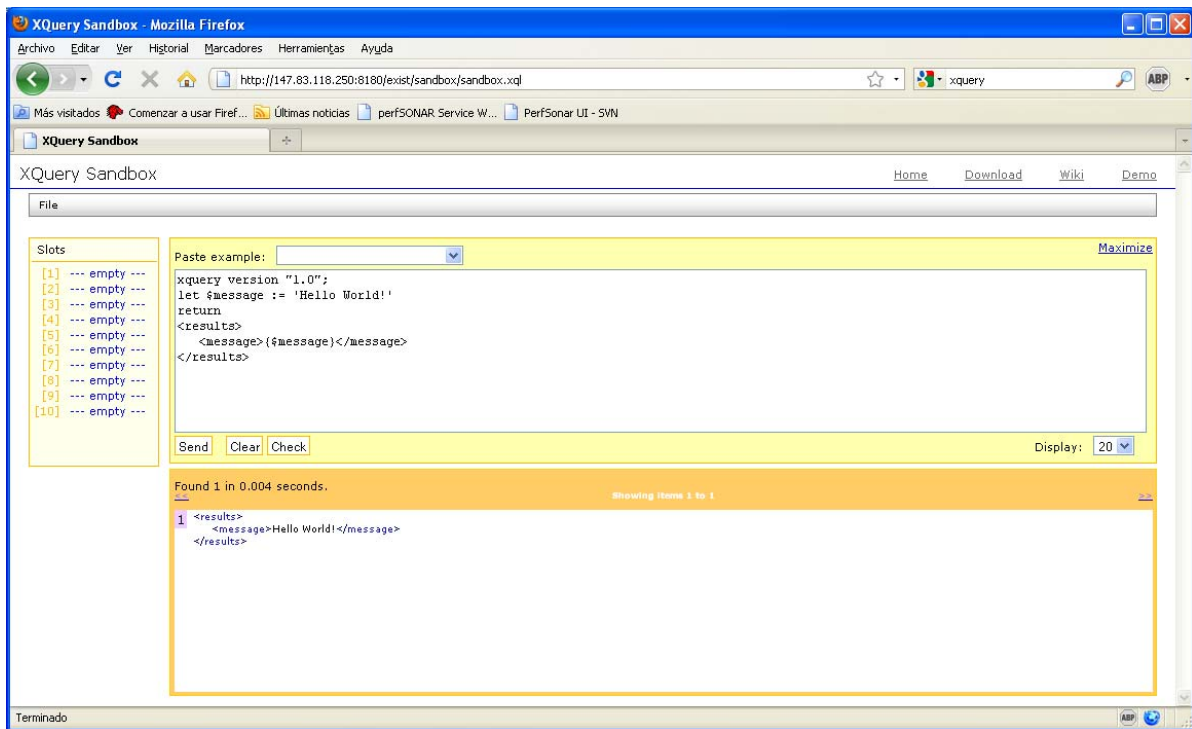 XQuery Sandbox - Mozilla Firefox
Archivo Editar Ver Historial Marcadores Herramientas Ayuda
http://147.83.118.250:8180/exist/sandbox/sandbox.xql
xquery
ABP
Más visitados Comenzar a usar Firef... Últimas noticias perfSONAR Service W... PerfSonar UI - SVN
XQuery Sandbox
XQuery Sandbox
Home Download Wiki Demo
File
Slots
[1] --- empty ---
[2] --- empty ---
[3] --- empty ---
[4] --- empty ---
[5] --- empty ---
[6] --- empty ---
[7] --- empty ---
[8] --- empty ---
[9] --- empty ---
[10] --- empty ---
Paste example:
Maximize
xquery version "1.0";
let $message := 'Hello World!'
return
<results>
<message>{$message}</message>
</results>
Send Clear Check
Display: 20
Found 1 in 0.004 seconds.
<< Showing items 1 to 1 >>
1 <results>
<message>Hello World!</message>
</results>
Terminado
ABP